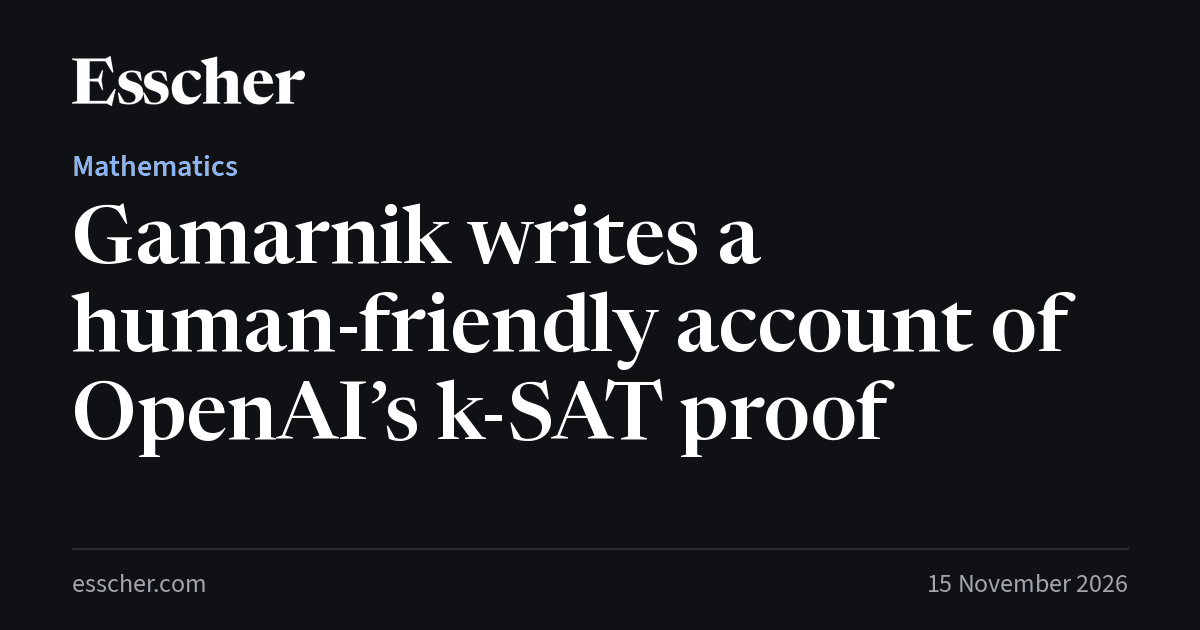 Esscher
Mathematics
Gamarnik writes a
human-friendly account of
OpenAI’s k-SAT proof
esscher.com
15 November 2026